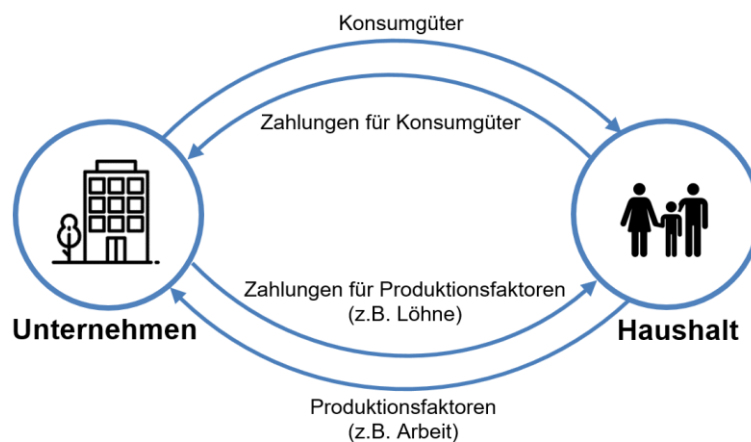 Konsumgüter
Zahlungen für Konsumgüter
Zahlungen für Produktionsfaktoren
(z.B. Löhne)
Unternehmen
Haushalt
Produktionsfaktoren
(z.B. Arbeit)